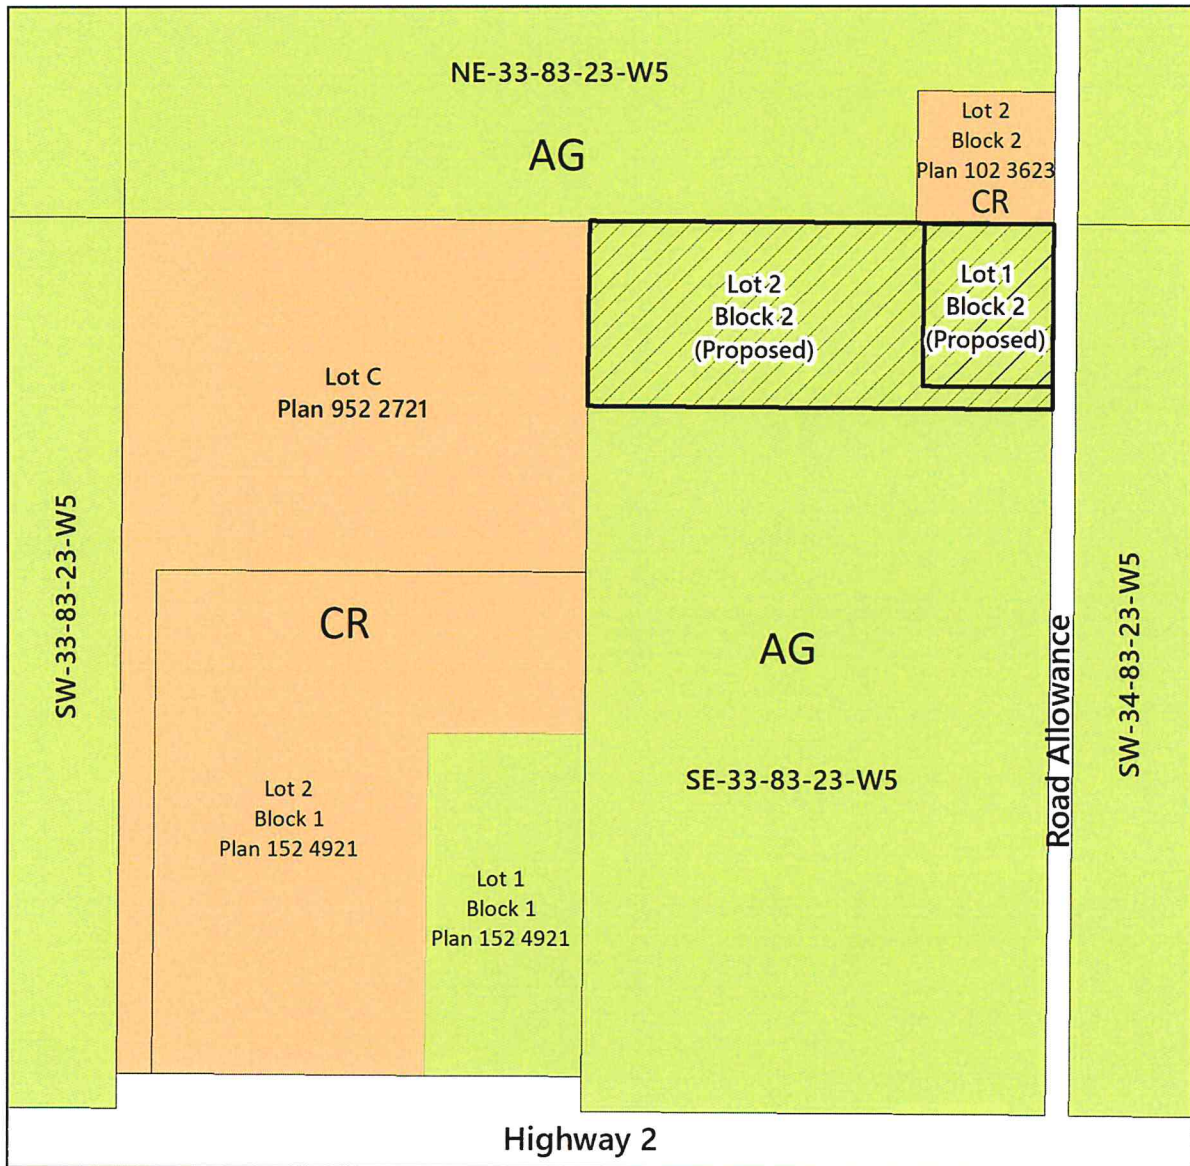 NE-33-83-23-W5
AG
Lot 2
Block 2
Plan 102 3623
CR
Lot 2
Block 2
(Proposed)
Lot 1
Block 2
(Proposed)
Lot C
Plan 952 2721
SW-33-83-23-W5
CR
AG
SE-33-83-23-W5
Road Allowance
SW-34-83-23-W5
Lot 2
Block 1
Plan 152 4921
Lot 1
Block 1
Plan 152 4921
Highway 2